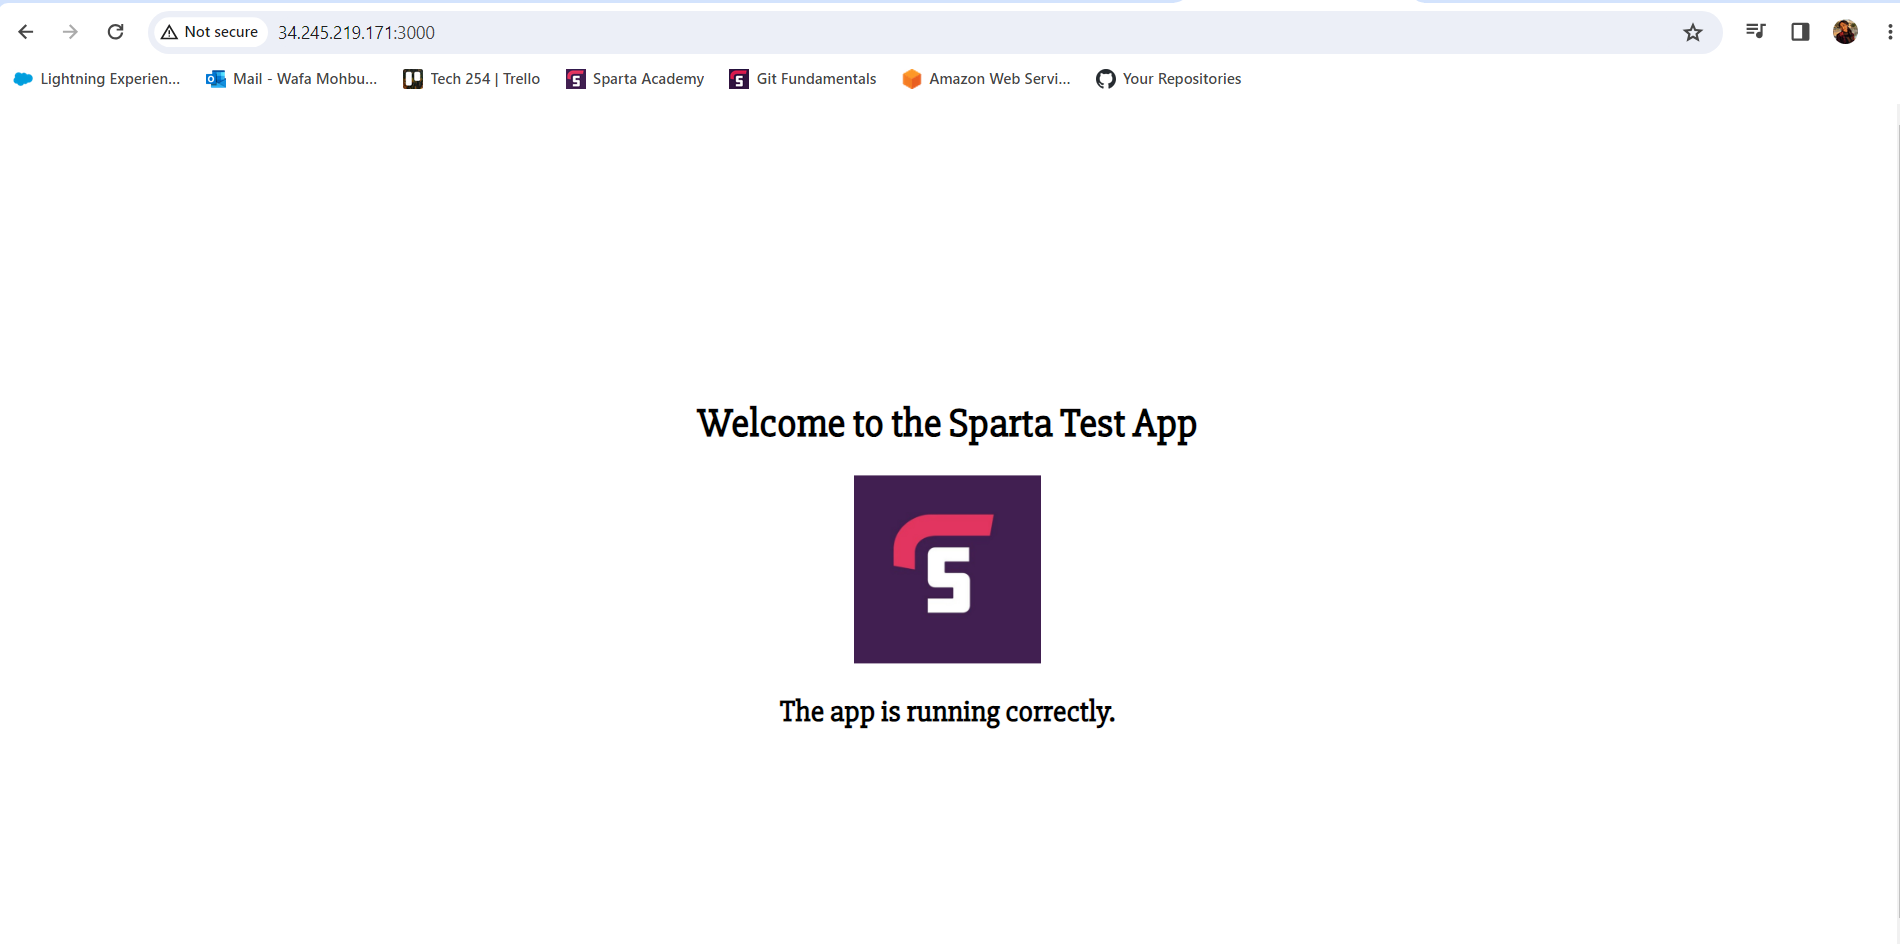 Not secure 34.245.219.171:3000
Lightning Experien... Mail - Wafa Mohbu... Tech 254 | Trello Sparta Academy Git Fundamentals Amazon Web Servi... Your Repositories
Welcome to the Sparta Test App
S
The app is running correctly.